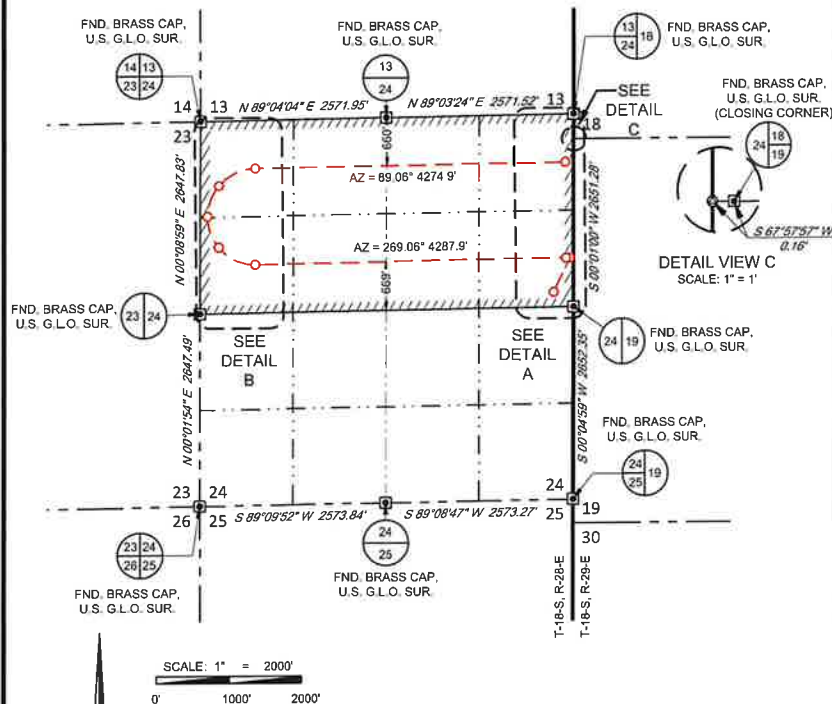 FND. BRASS CAP,
U.S. G.L.O. SUR.
14 13
23 24
FND. BRASS CAP,
U.S. G.L.O. SUR.
13
24
13
24 18
FND. BRASS CAP,
U.S. G.L.O. SUR.
FND. BRASS CAP,
U.S. G.L.O. SUR.
(CLOSING CORNER)
24 18
19
SEE
DETAIL
C
14 13
23
N 89°04'04" E 2571.95'
N 89°03'24" E 2571.52'
13
18
660'
AZ = 89.06° 4274.9'
AZ = 269.06° 4287.9'
669'
N 00°08'59" E 2647.83'
S 00°01'00" W 2651.28'
S 67°57'57" W
0.16'
DETAIL VIEW C
SCALE: 1" = 1'
FND. BRASS CAP,
U.S. G.L.O. SUR.
23 24
SEE
DETAIL
B
SEE
DETAIL
A
24 19
FND. BRASS CAP,
U.S. G.L.O. SUR.
N 00°01'54" E 2647.49'
S 00°04'59" W 2652.35'
FND. BRASS CAP,
U.S. G.L.O. SUR.
24
25 19
23 24
26 25
S 89°09'52" W 2573.84'
S 89°08'47" W 2573.27'
24
25 19
30
23 24
26 25
FND. BRASS CAP,
U.S. G.L.O. SUR.
24
25
FND. BRASS CAP,
U.S. G.L.O. SUR.
T-18-S, R-28-E
T-18-S, R-29-E
SCALE: 1" = 2000'
0' 1000' 2000'